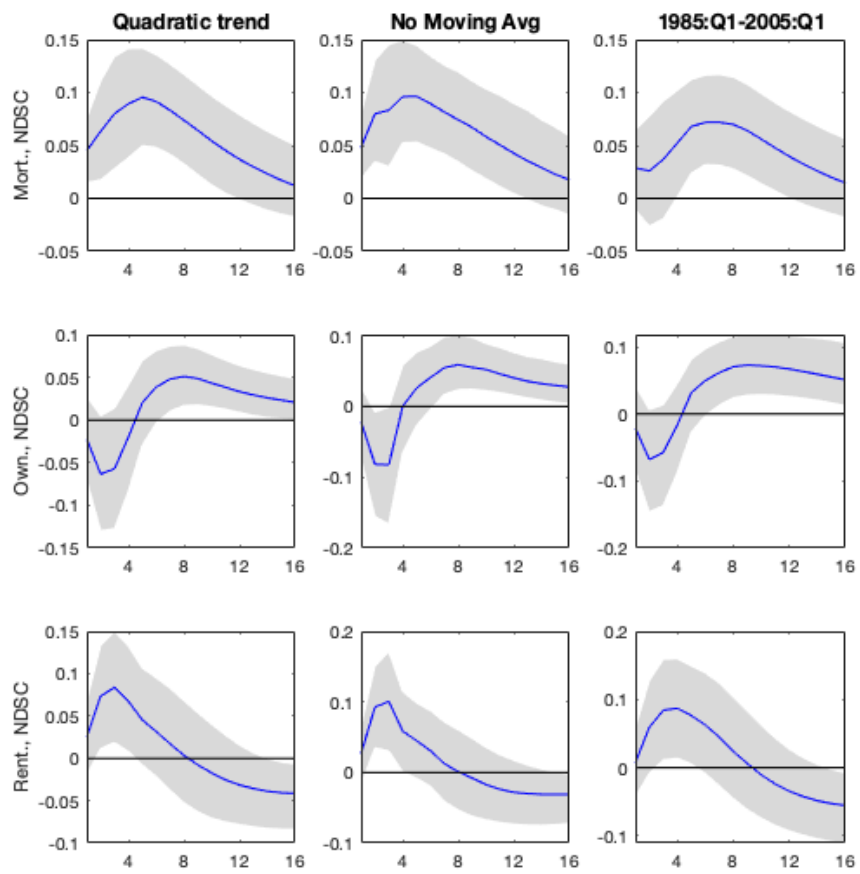 Quadratic trend No Moving Avg 1985:Q1-2005:Q1
Mort., NDSC
0.15 0.15 0.15
0.1 0.1 0.1
0.05 0.05 0.05
0 0 0
-0.05 -0.05 -0.05
4 8 12 16 4 8 12 16 4 8 12 16
Own., NDSC
0.1 0.1 0.1
0.05
0 0 0
-0.05
-0.1 -0.1 -0.1
-0.15 -0.2 -0.2
4 8 12 16 4 8 12 16 4 8 12 16
Rent., NDSC
0.15 0.2 0.2
0.1 0.1 0.1
0.05
0 0 0
-0.05
-0.1 -0.1 -0.1
4 8 12 16 4 8 12 16 4 8 12 16